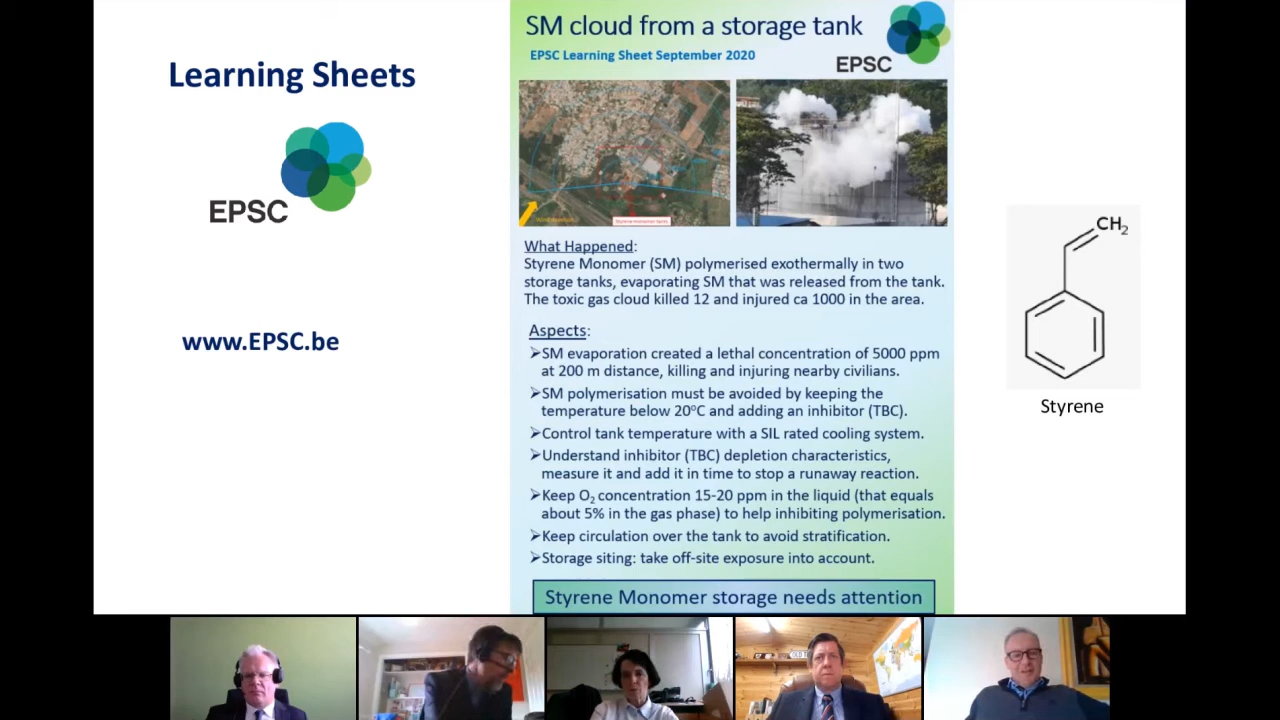 Learning Sheets
EPSC
www.EPSC.be
SM cloud from a storage tank
EPSC Learning Sheet September 2020
EPSC
Styrene monomer tanks
What Happened:
Styrene Monomer (SM) polymerised exothermally in two
storage tanks, evaporating SM that was released from the tank.
The toxic gas cloud killed 12 and injured ca 1000 in the area.
Aspects:
➢SM evaporation created a lethal concentration of 5000 ppm
at 200 m distance, killing and injuring nearby civilians.
➢SM polymerisation must be avoided by keeping the
temperature below 20°C and adding an inhibitor (TBC).
➢Control tank temperature with a SIL rated cooling system.
➢Understand inhibitor (TBC) depletion characteristics,
measure it and add it in time to stop a runaway reaction.
➢Keep O₂ concentration 15-20 ppm in the liquid (that equals
about 5% in the gas phase) to help inhibiting polymerisation.
➢Keep circulation over the tank to avoid stratification.
➢Storage siting: take off-site exposure into account.
Styrene Monomer storage needs attention
CH₂
Styrene